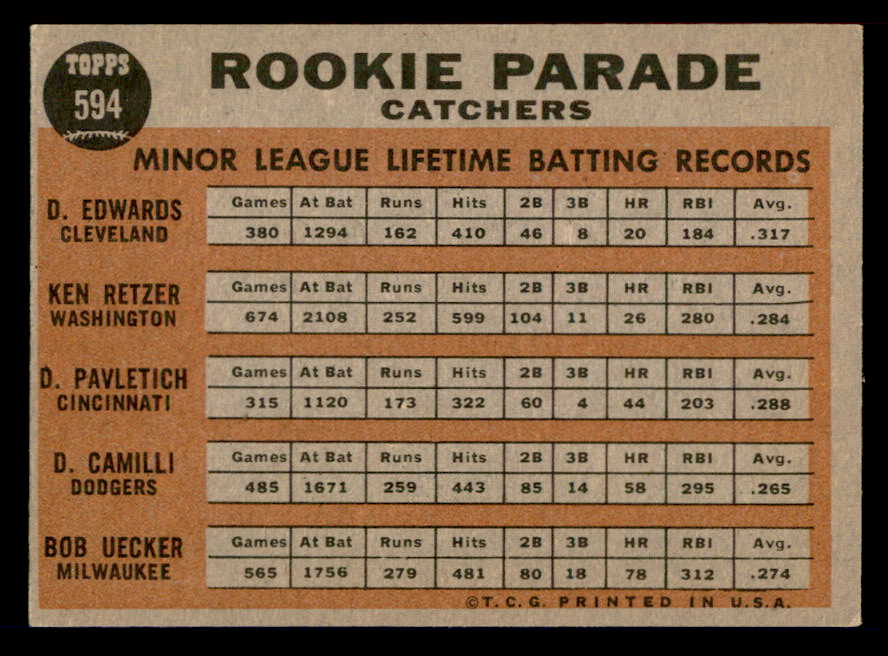 TOPPS
594
ROOKIE PARADE
CATCHERS
MINOR LEAGUE LIFETIME BATTING RECORDS
D. EDWARDS
CLEVELAND
Games At Bat Runs Hits 2B 3B HR RBI Avg.
380 1294 162 410 46 8 20 184 .317
KEN RETZER
WASHINGTON
Games At Bat Runs Hits 2B 3B HR RBI Avg.
674 2108 252 599 104 11 26 280 .284
D. PAVLETICH
CINCINNATI
Games At Bat Runs Hits 2B 3B HR RBI Avg.
315 1120 173 322 60 4 44 203 .288
D. CAMILLI
DODGERS
Games At Bat Runs Hits 2B 3B HR RBI Avg.
485 1671 259 443 85 14 58 295 .265
BOB UECKER
MILWAUKEE
Games At Bat Runs Hits 2B 3B HR RBI Avg.
565 1756 279 481 80 18 78 312 .274
©T.C.G. PRINTED IN U.S.A.